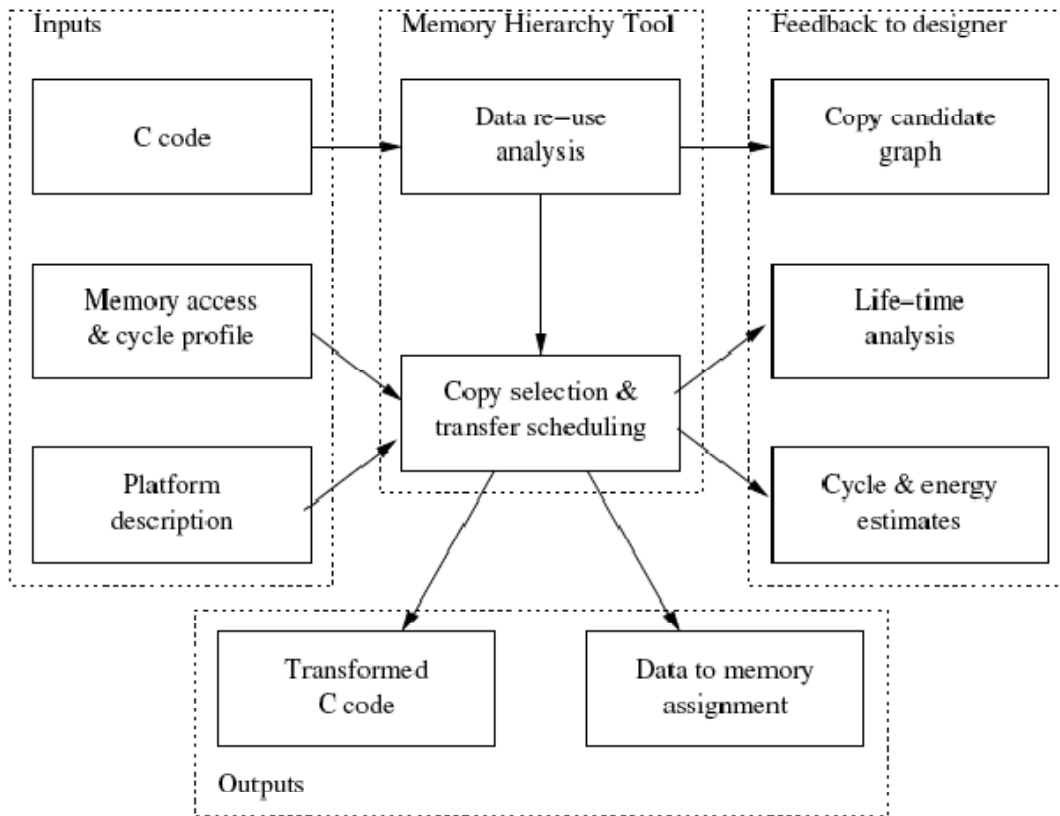 Inputs
Memory Hierarchy Tool
Feedback to designer
C code
Data re-use
analysis
Copy candidate
graph
Memory access
& cycle profile
Life-time
analysis
Copy selection &
transfer scheduling
Platform
description
Cycle & energy
estimates
Transformed
C code
Data to memory
assignment
Outputs